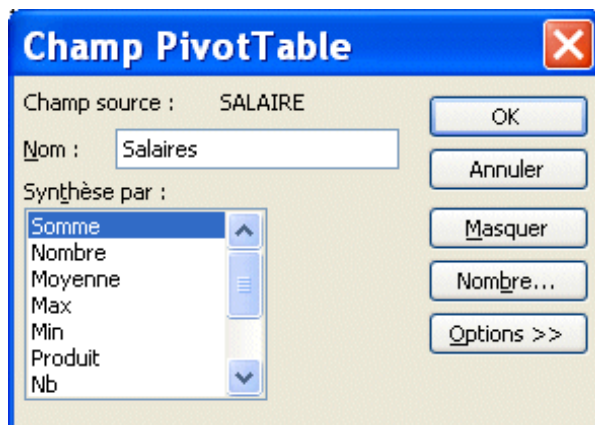 Champ PivotTable
Champ source : SALAIRE
Nom : Salaires
Synthèse par :
Somme
Nombre
Moyenne
Max
Min
Produit
Nb
OK
Annuler
Masquer
Nombre...
Options >>